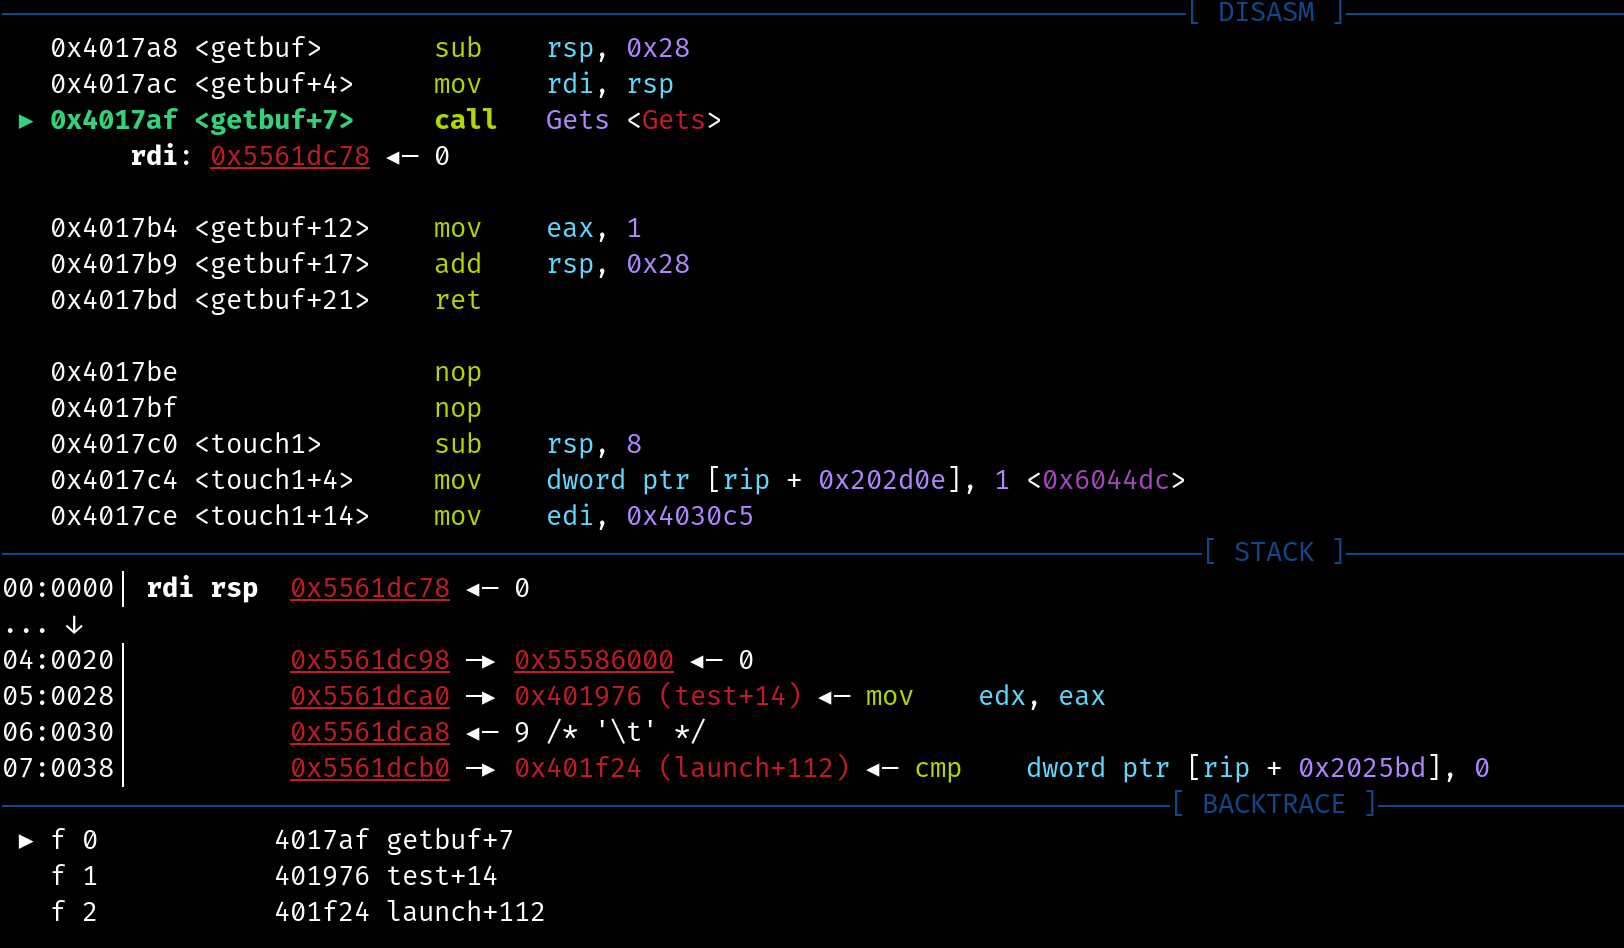 [ DISASM ]
0x4017a8 <getbuf> sub rsp, 0x28
0x4017ac <getbuf+4> mov rdi, rsp
► 0x4017af <getbuf+7> call Gets <Gets>
rdi: 0x5561dc78 ◂— 0
0x4017b4 <getbuf+12> mov eax, 1
0x4017b9 <getbuf+17> add rsp, 0x28
0x4017bd <getbuf+21> ret
0x4017be nop
0x4017bf nop
0x4017c0 <touch1> sub rsp, 8
0x4017c4 <touch1+4> mov dword ptr [rip + 0x202d0e], 1 <0x6044dc>
0x4017ce <touch1+14> mov edi, 0x4030c5
[ STACK ]
00:0000│ rdi rsp 0x5561dc78 ◂— 0
... ↓
04:0020│ 0x5561dc98 —▸ 0x55586000 ◂— 0
05:0028│ 0x5561dca0 —▸ 0x401976 (test+14) ◂— mov edx, eax
06:0030│ 0x5561dca8 ◂— 9 /* '\t' */
07:0038│ 0x5561dcb0 —▸ 0x401f24 (launch+112) ◂— cmp dword ptr [rip + 0x2025bd], 0
[ BACKTRACE ]
► f 0 4017af getbuf+7
f 1 401976 test+14
f 2 401f24 launch+112